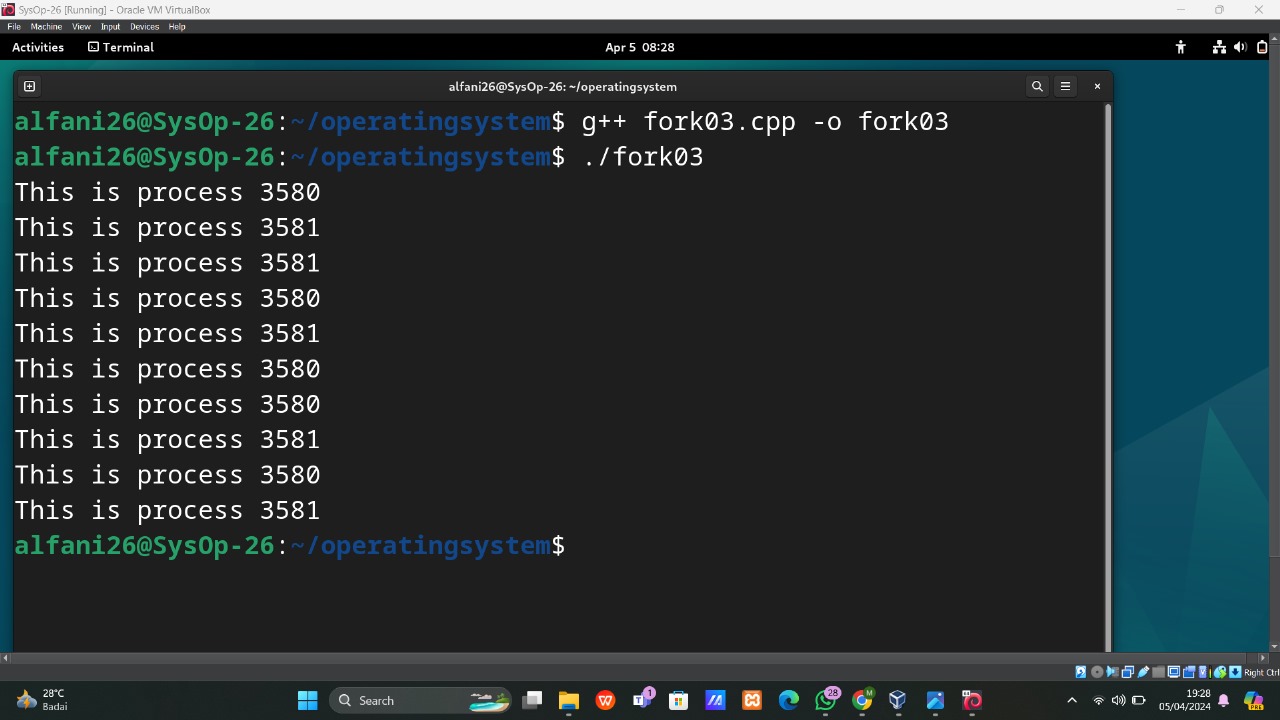 SysOp-26 [Running] - Oracle VM VirtualBox
File Machine View Input Devices Help
Activities Terminal Apr 5 08:28
alfani26@SysOp-26: ~/operatingsystem
alfani26@SysOp-26:~/operatingsystem$ g++ fork03.cpp -o fork03
alfani26@SysOp-26:~/operatingsystem$ ./fork03
This is process 3580
This is process 3581
This is process 3581
This is process 3580
This is process 3581
This is process 3580
This is process 3580
This is process 3581
This is process 3580
This is process 3581
alfani26@SysOp-26:~/operatingsystem$
Right Ctrl
28°C
Badai
Search
1
28
M
19:28
05/04/2024
PRE